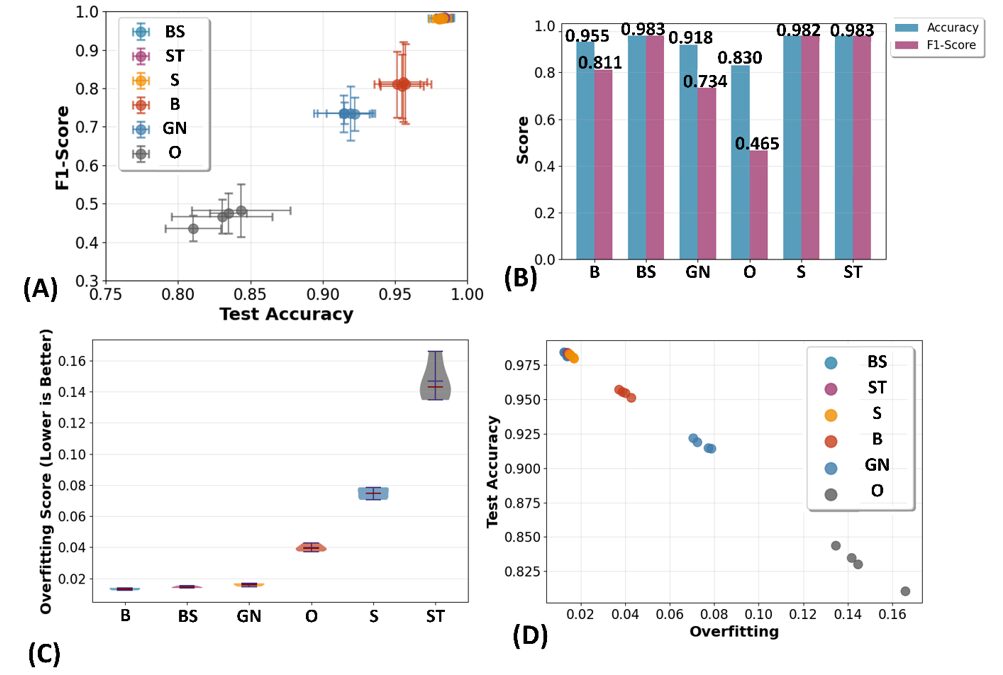 1.0
0.9
0.8
0.7
0.6
0.5
0.4
0.3
F1-Score
BS
ST
S
B
GN
O
0.75 0.80 0.85 0.90 0.95 1.00
Test Accuracy
(A)
1.0
0.8
0.6
0.4
0.2
0.0
Score
0.955 0.983 0.918 0.830 0.982 0.983
0.811 0.734 0.465
Accuracy
F1-Score
B BS GN O S ST
(B)
0.16
0.14
0.12
0.10
0.08
0.06
0.04
0.02
Overfitting Score (Lower is Better)
B BS GN O S ST
(C)
0.975
0.950
0.925
0.900
0.875
0.850
0.825
Test Accuracy
BS
ST
S
B
GN
O
0.02 0.04 0.06 0.08 0.10 0.12 0.14 0.16
Overfitting
(D)